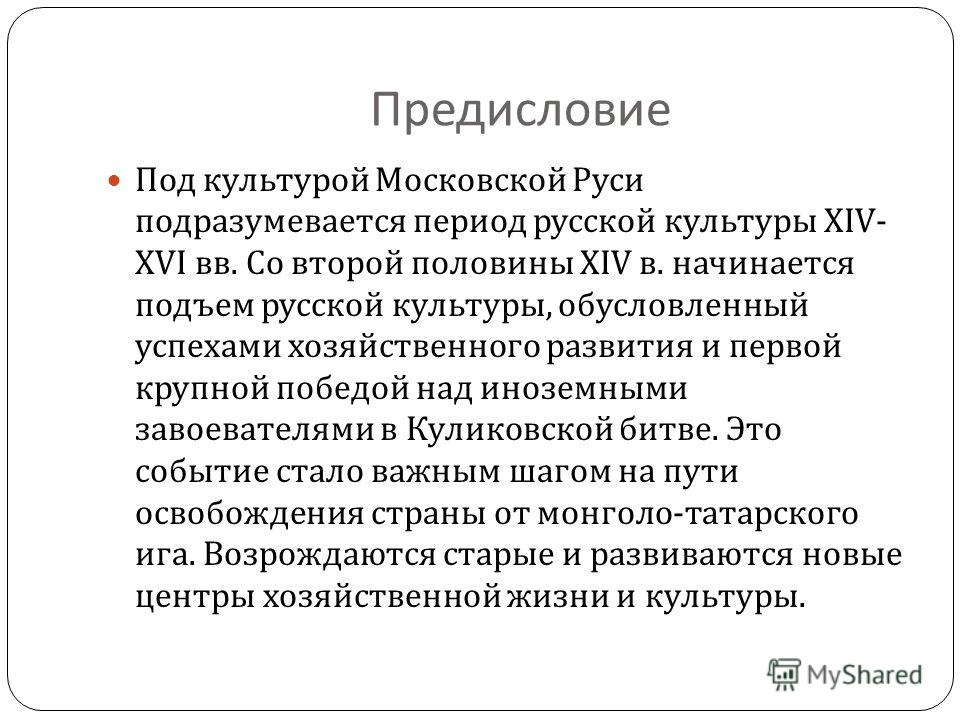 Предисловие
Под культурой Московской Руси
подразумевается период русской культуры XIV-
XVI вв. Со второй половины XIV в. начинается
подъем русской культуры, обусловленный
успехами хозяйственного развития и первой
крупной победой над иноземными
завоевателями в Куликовской битве. Это
событие стало важным шагом на пути
освобождения страны от монголо-татарского
ига. Возрождаются старые и развиваются новые
центры хозяйственной жизни и культуры.
MyShared